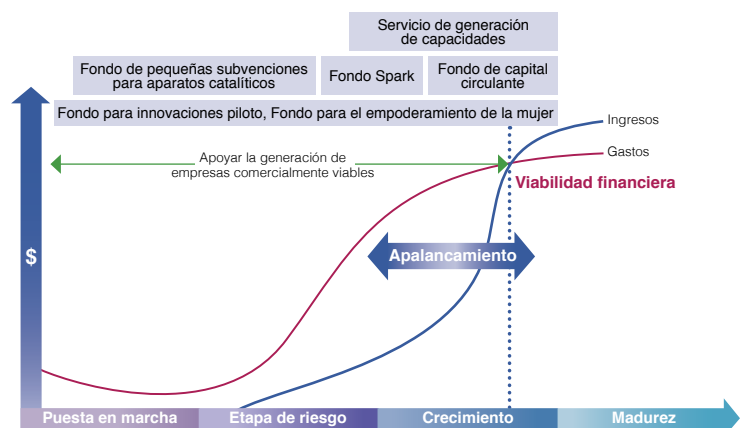 Servicio de generación
de capacidades
Fondo de pequeñas subvenciones
para aparatos catalíticos
Fondo Spark
Fondo de capital
circulante
Fondo para innovaciones piloto, Fondo para el empoderamiento de la mujer
Ingresos
Gastos
Apoyar la generación de
empresas comercialmente viables
Viabilidad financiera
Apalancamiento
$
Puesta en marcha
Etapa de riesgo
Crecimiento
Madurez